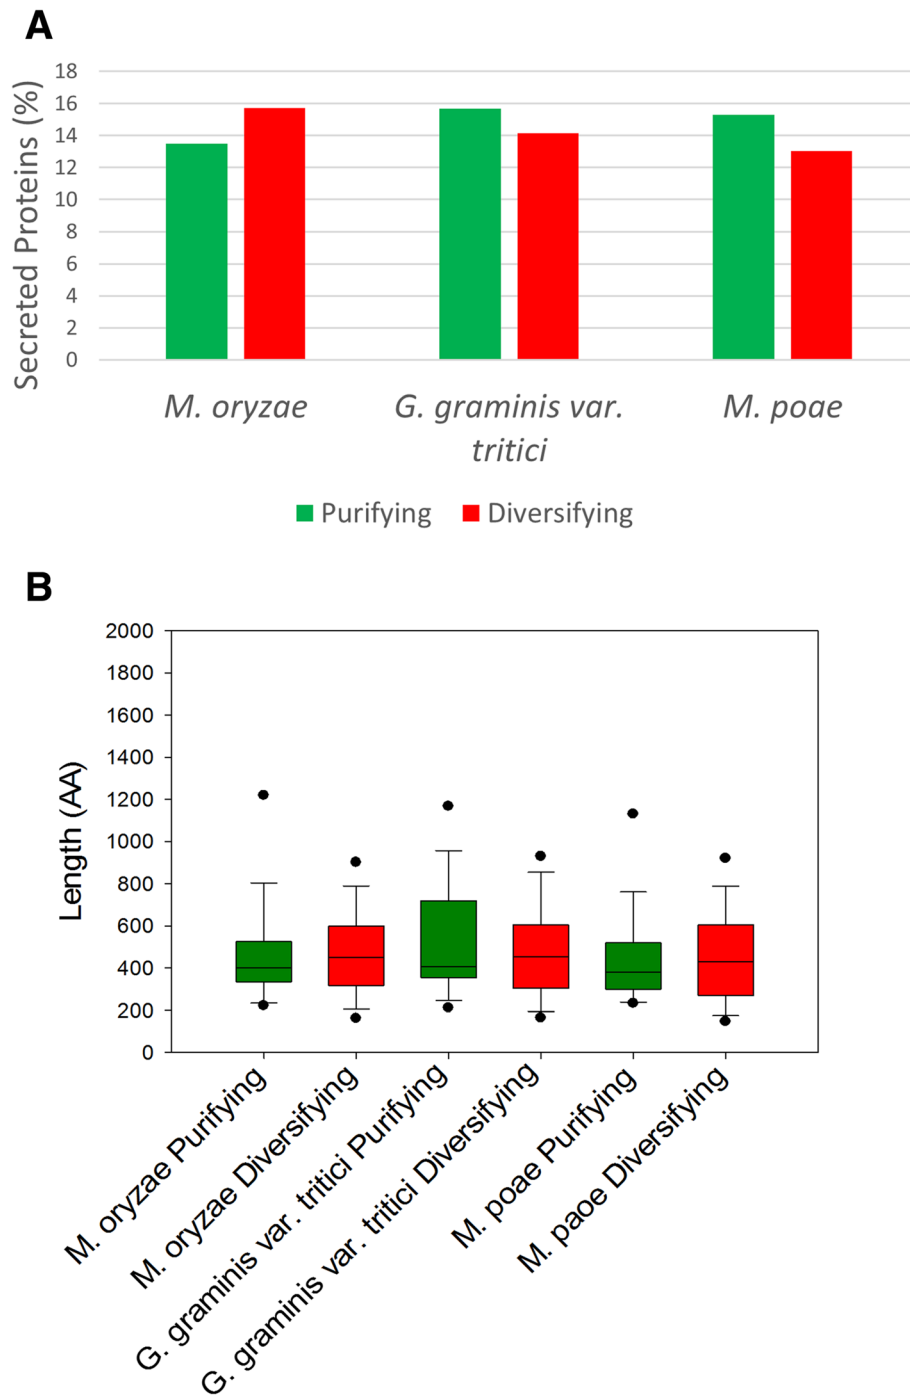 A
Secreted Proteins (%)
18
16
14
12
10
8
6
4
2
0
M. oryzae
G. graminis var.
tritici
M. poae
Purifying
Diversifying
B
Length (AA)
2000
1800
1600
1400
1200
1000
800
600
400
200
0
M. oryzae Purifying
M. oryzae Diversifying
G. graminis var. tritici Purifying
G. graminis var. tritici Diversifying
M. poae Purifying
M. paoe Diversifying